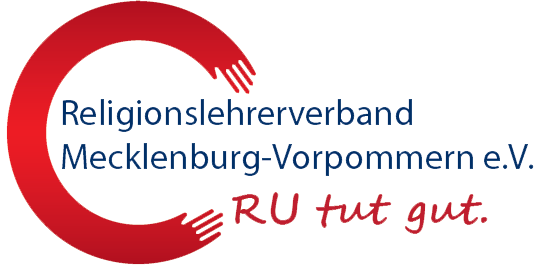 Religionslehrerverband
Mecklenburg-Vorpommern e.V.
RU tut gut.